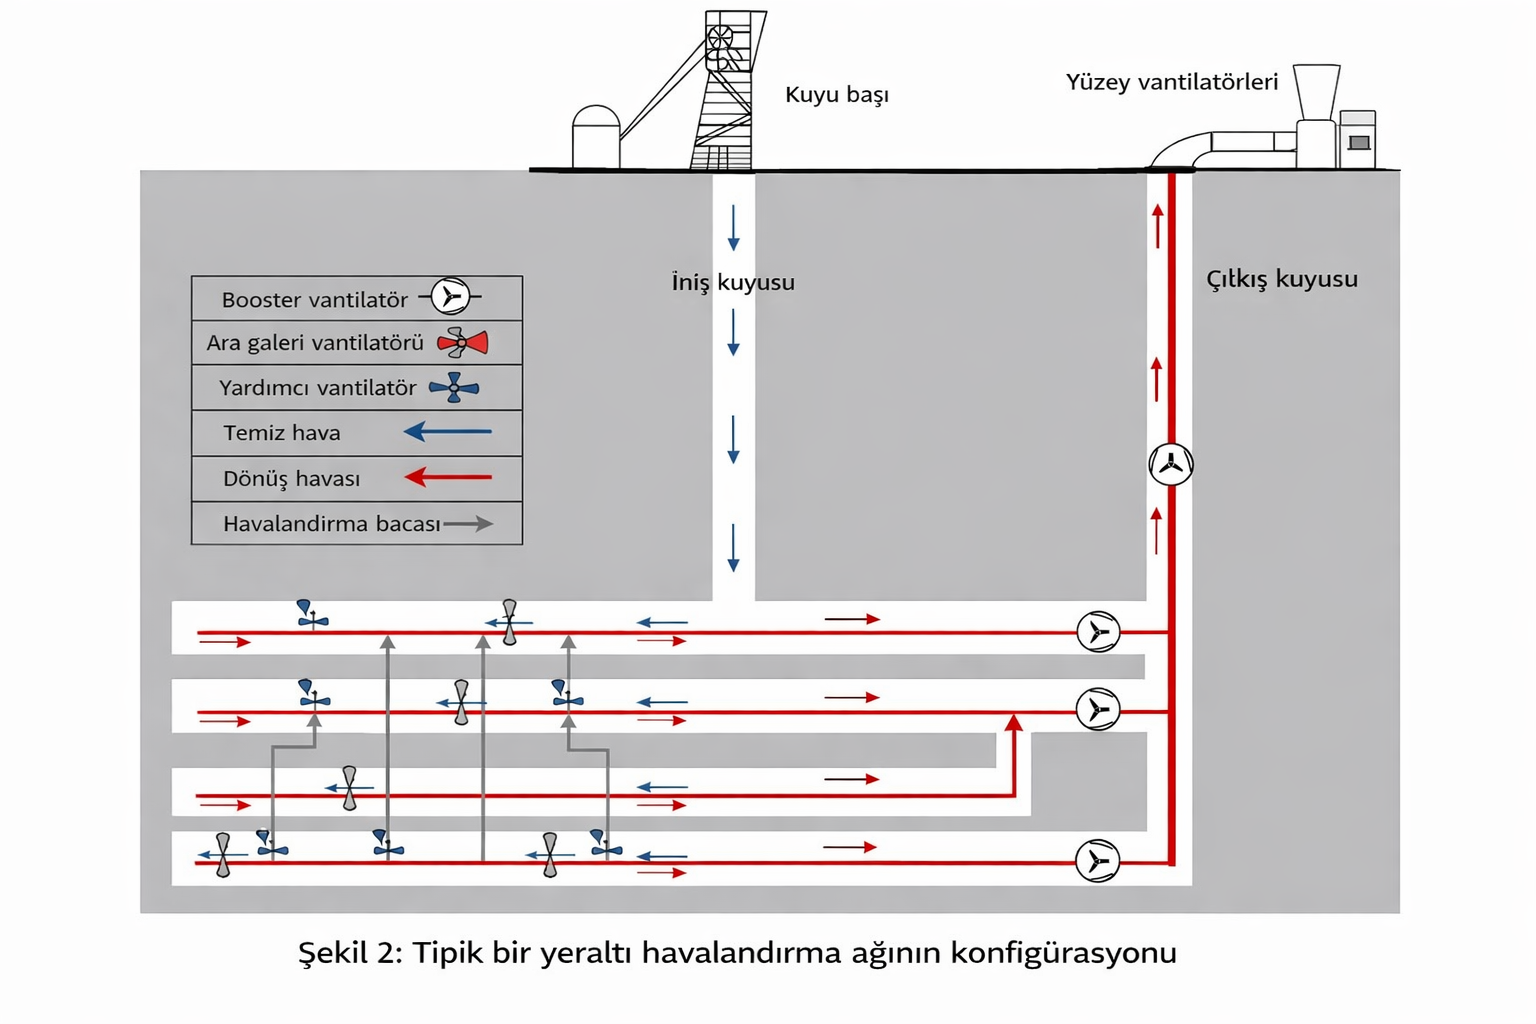 Kuyu başı
Yüzey vantilatörleri
İniş kuyusu
Çıtkış kuyusu
Booster vantilatör
Ara galeri vantilatörü
Yardımcı vantilatör
Temiz hava
Dönüş havası
Havalandirma bacası
Şekil 2: Tipik bir yeraltı havalandırma ağının konfigürasyonu